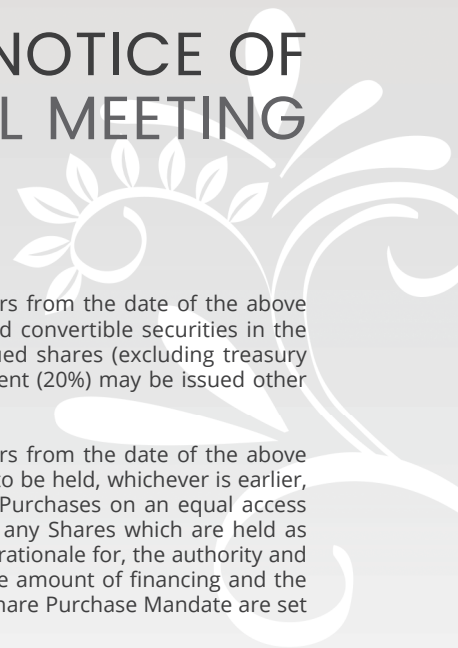 NOTICE OF
L MEETING
rs from the date of the above
d convertible securities in the
ued shares (excluding treasury
ent (20%) may be issued other
rs from the date of the above
to be held, whichever is earlier,
Purchases on an equal access
any Shares which are held as
rationale for, the authority and
e amount of financing and the
hare Purchase Mandate are set